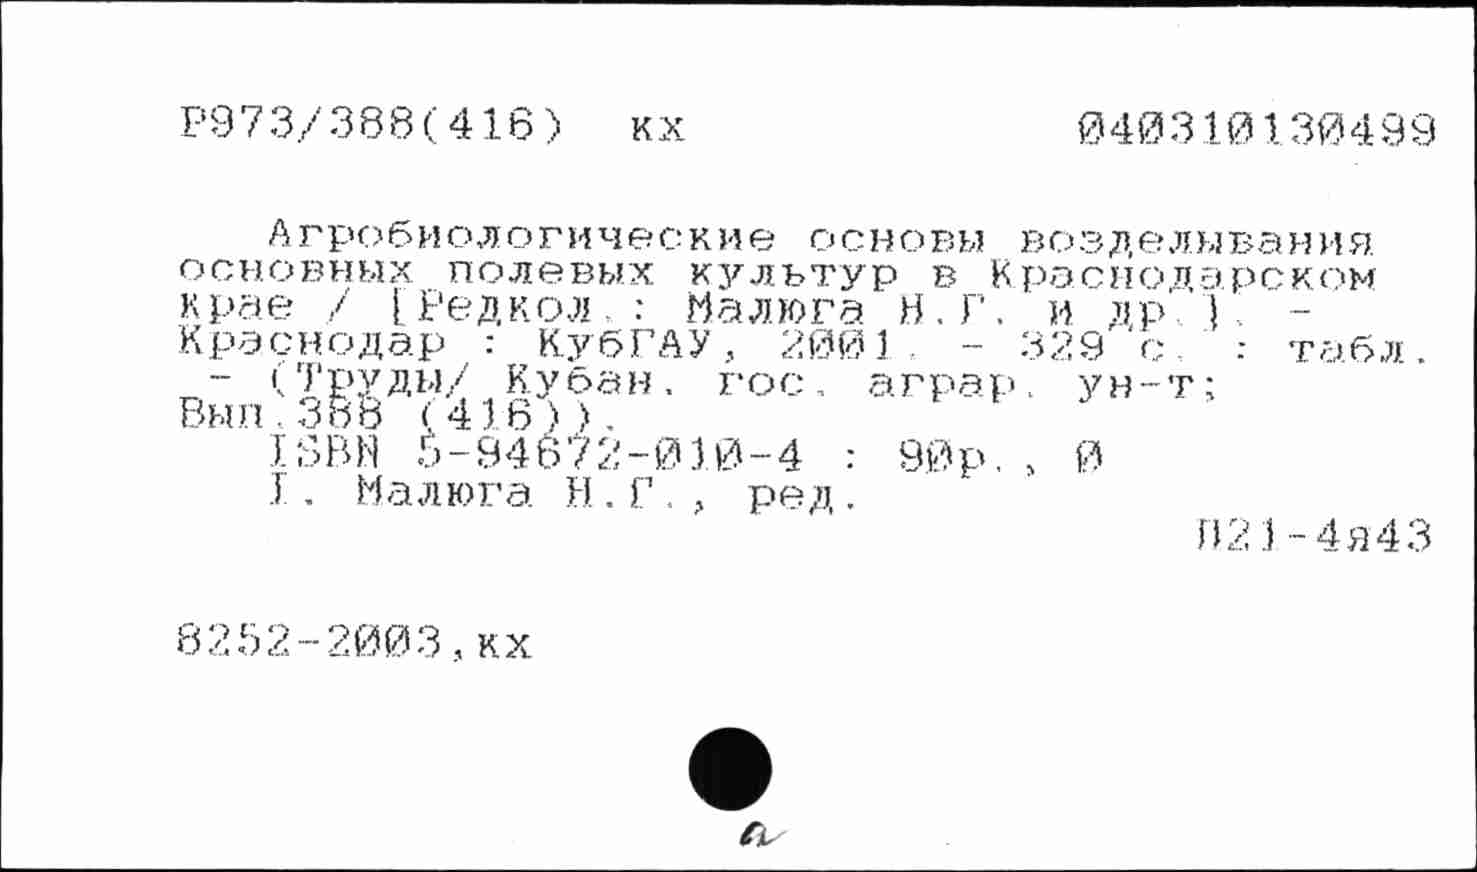 Р973/388(416) кх 040310130499
Агробиологические основы возделывания
основных полевых культур в Краснодарском
крае / [Редкол.: Малюга Н.Г. и др.]. -
Краснодар : КубГАУ, 2001. - 329 с. : табл.
- (Труды/ Кубан. гос. аграр. ун-т;
Вып.388 (416)).
ISBN 5-94672-010-4 : 90р., 0
I. Малюга Н.Г., ред.
П21-4я43
8252-2003,кх
а